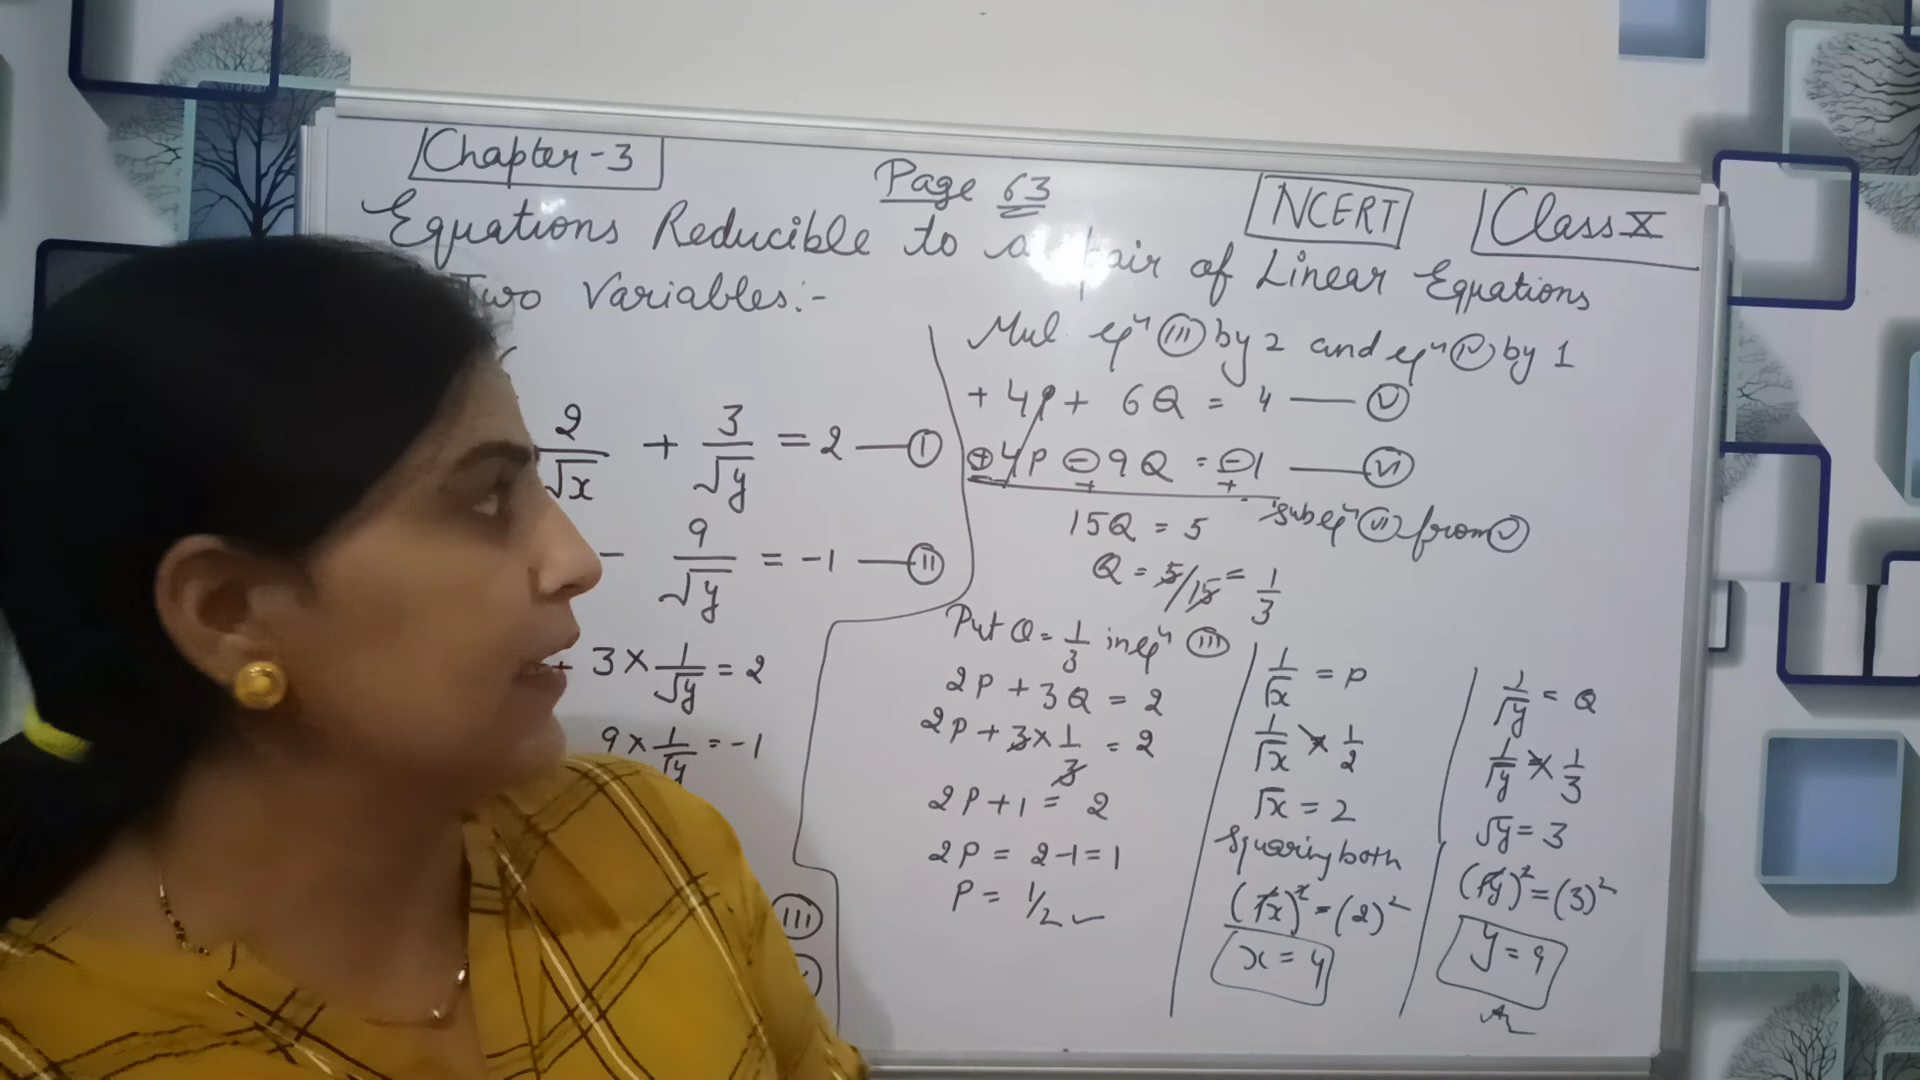 Chapter-3
Page 63
NCERT
Class X
Equations Reducible to a pair of Linear Equations
Two Variables:-
2/√x + 3/√y = 2 — (I)
- 9/√y = -1 — (II)
+ 3 × 1/√y = 2
9 × 1/√y = -1
(III)
Mul eqⁿ (III) by 2 and eqⁿ (IV) by 1
+ 4P + 6Q = 4 — (V)
⊕4P ⊖ 9Q = ⊖1 — (VI)
- + +
Sub eqⁿ (VI) from (V)
15Q = 5
Q = 5/15 = 1/3
Put Q = 1/3 in eqⁿ (III)
2P + 3Q = 2
2P + 3 × 1/3 = 2
2P + 1 = 2
2P = 2-1 = 1
P = 1/2 ✓
1/√x = P
1/√x 1/2
√x = 2
Squaring both
(√x)² = (2)²
x = 4
1/√y = Q
1/√y 1/3
√y = 3
(√y)² = (3)²
y = 9